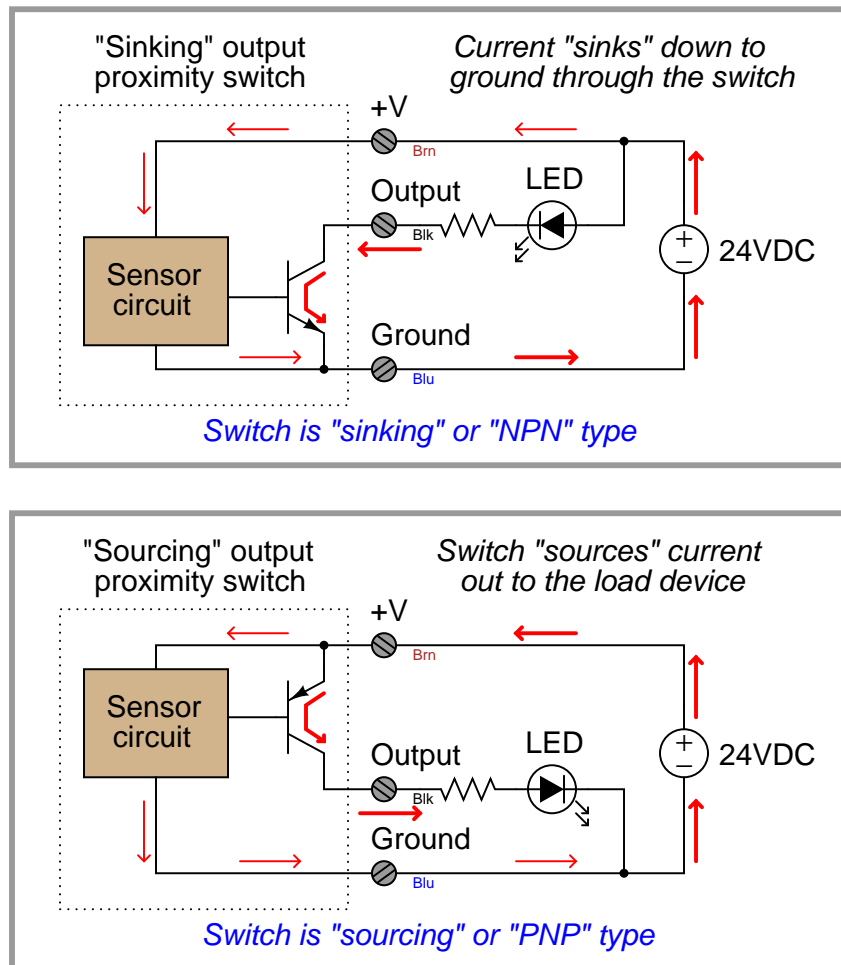 "Sinking" output
proximity switch
Current "sinks" down to
ground through the switch
+V
Brn
Output
LED
Blk
+
−
24VDC
Sensor
circuit
Ground
Blu
Switch is "sinking" or "NPN" type
"Sourcing" output
proximity switch
Switch "sources" current
out to the load device
+V
Brn
Sensor
circuit
Output
LED
+
−
24VDC
Blk
Ground
Blu
Switch is "sourcing" or "PNP" type